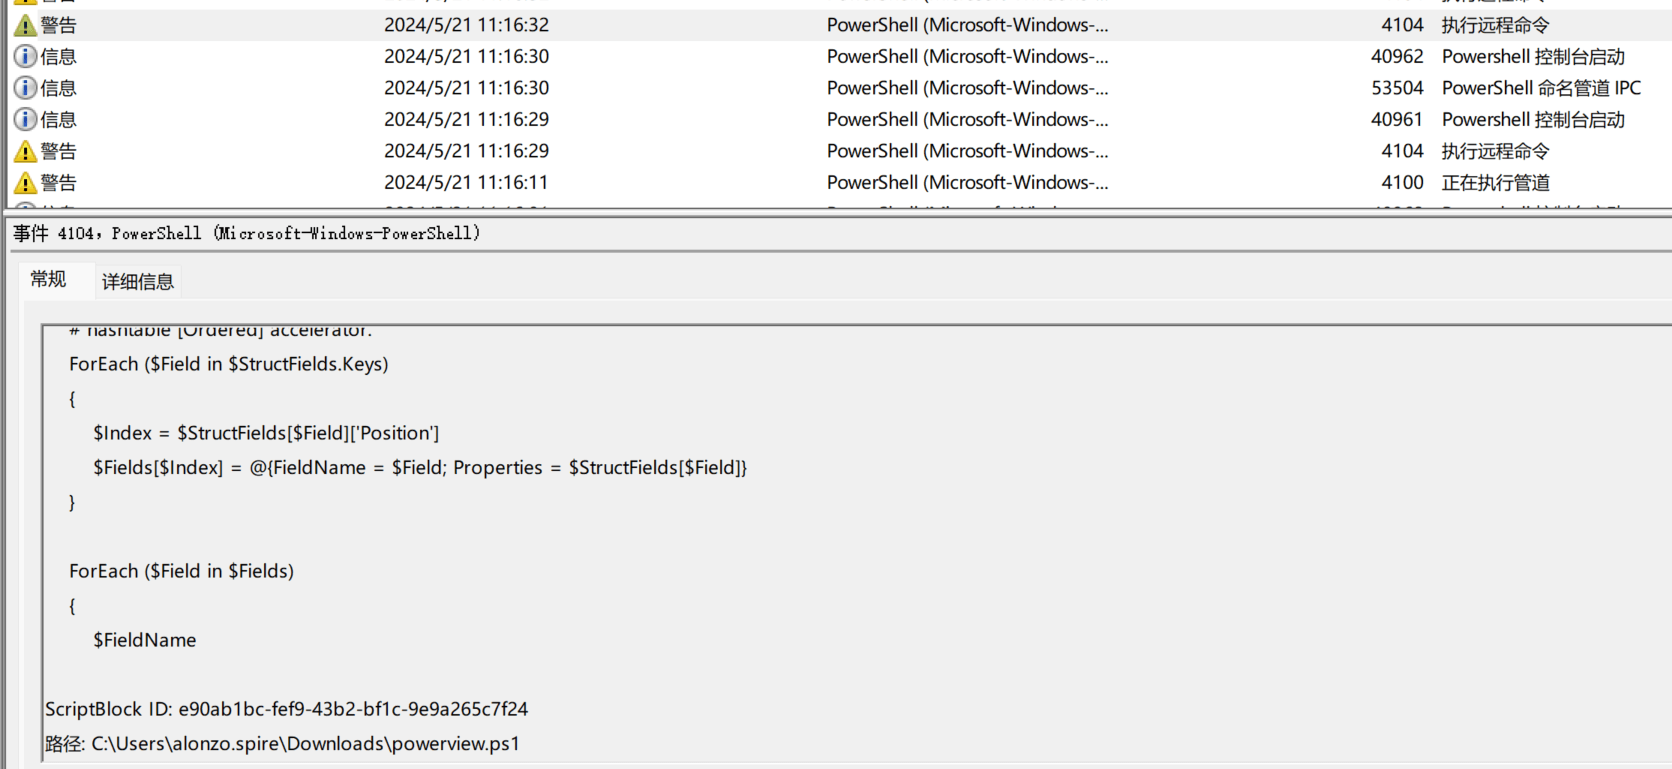 警告 2024/5/21 11:16:32 PowerShell (Microsoft-Windows-... 4104 执行远程命令
信息 2024/5/21 11:16:30 PowerShell (Microsoft-Windows-... 40962 Powershell 控制台启动
信息 2024/5/21 11:16:30 PowerShell (Microsoft-Windows-... 53504 PowerShell 命名管道 IPC
信息 2024/5/21 11:16:29 PowerShell (Microsoft-Windows-... 40961 Powershell 控制台启动
警告 2024/5/21 11:16:29 PowerShell (Microsoft-Windows-... 4104 执行远程命令
警告 2024/5/21 11:16:11 PowerShell (Microsoft-Windows-... 4100 正在执行管道
事件 4104，PowerShell (Microsoft-Windows-PowerShell)
常规 详细信息
# hashtable [Ordered] accelerator.
ForEach ($Field in $StructFields.Keys)
{
$Index = $StructFields[$Field]['Position']
$Fields[$Index] = @{FieldName = $Field; Properties = $StructFields[$Field]}
}
ForEach ($Field in $Fields)
{
$FieldName
ScriptBlock ID: e90ab1bc-fef9-43b2-bf1c-9e9a265c7f24
路径: C:\Users\alonzo.spire\Downloads\powerview.ps1